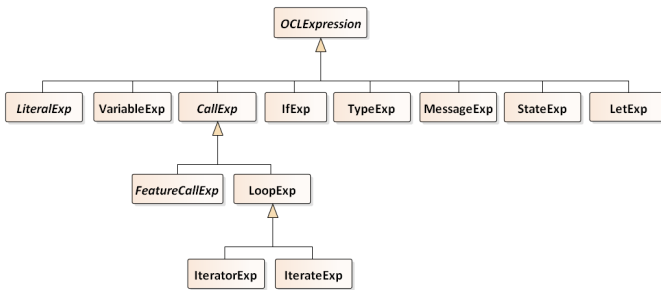 OCLExpression
LiteralExp
VariableExp
CallExp
IfExp
TypeExp
MessageExp
StateExp
LetExp
FeatureCallExp
LoopExp
IteratorExp
IterateExp